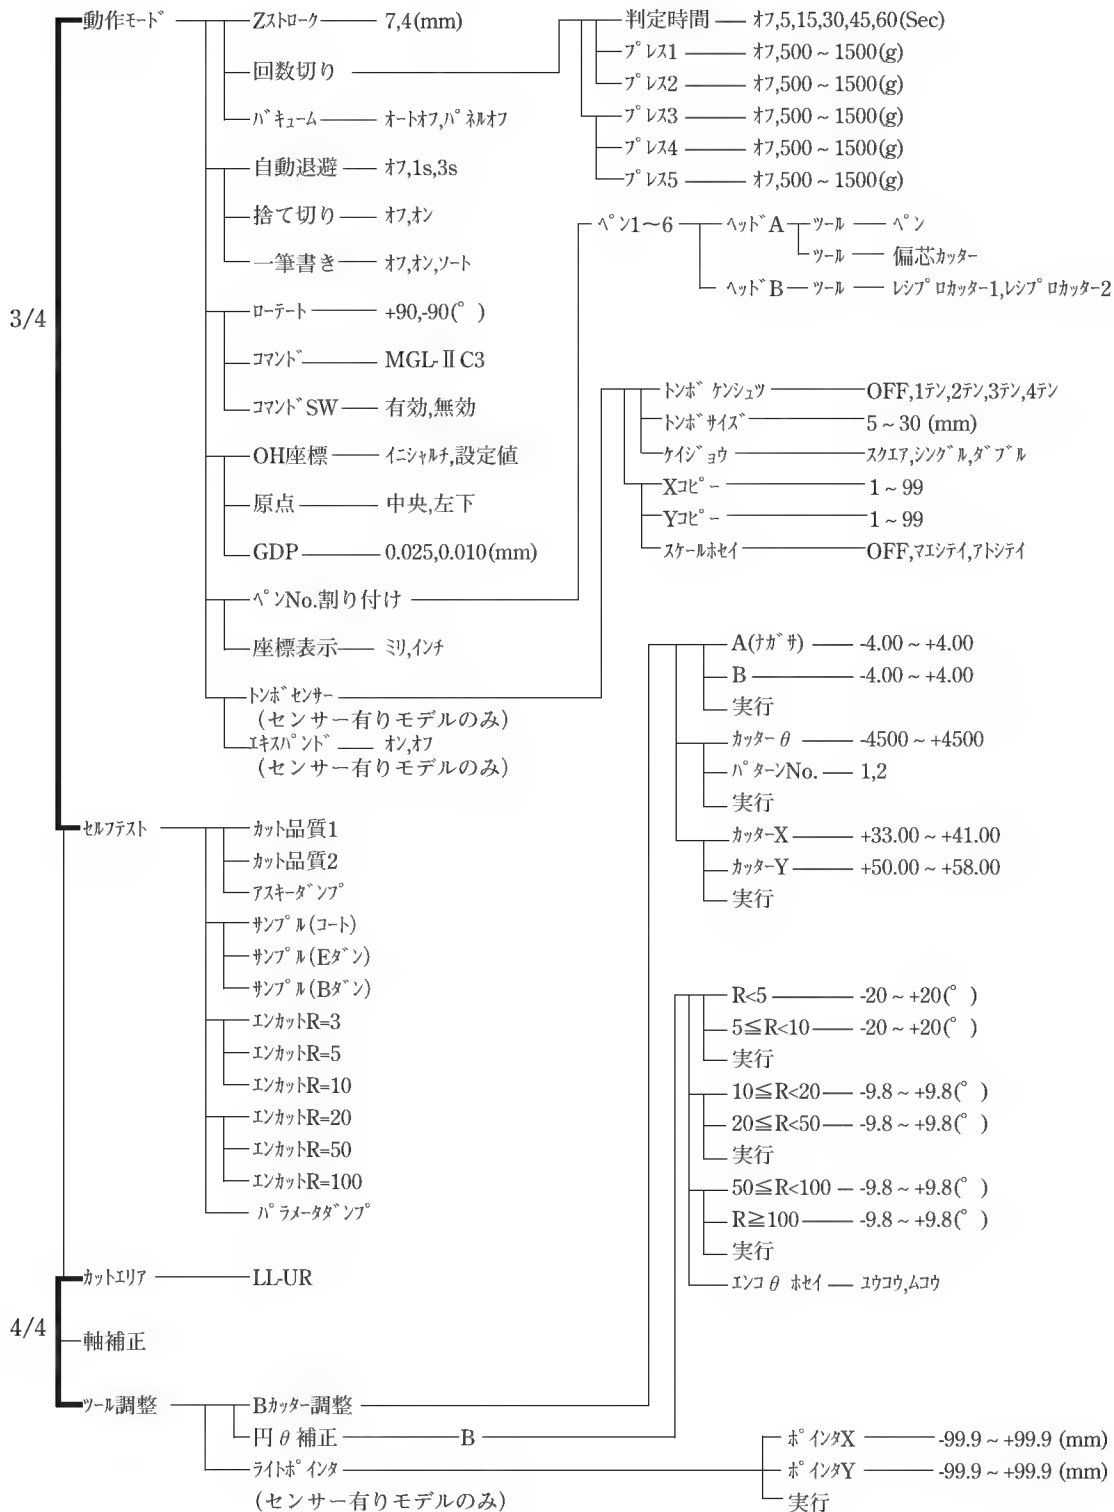 動作モード Zストローク 7,4(mm) 判定時間 オフ,5,15,30,45,60(Sec)
プレス1 オフ,500~1500(g)
回数切り プレス2 オフ,500~1500(g)
バキューム オートオフ,パネルオフ プレス3 オフ,500~1500(g)
プレス4 オフ,500~1500(g)
自動退避 オフ,1s,3s プレス5 オフ,500~1500(g)
捨て切り オフ,オン ペン1~6 ヘッドA ツール ペン
ツール 偏芯カッター
一筆書き オフ,オン,ソート ヘッドB ツール レシプロカッター1,レシプロカッター2
3/4
ローテート +90,-90(°)
コマンド MGL-ⅡC3
コマンドSW 有効,無効
トンボケンシュツ OFF,1テン,2テン,3テン,4テン
トンボサイズ 5~30 (mm)
OH座標 イニシャルチ,設定値 ケイジョウ スクエア,シングル,ダブル
Xコピー 1~99
原点 中央,左下 Yコピー 1~99
GDP 0.025,0.010(mm) スケールホセイ OFF,マエシテイ,アトシテイ
ペンNo.割り付け
座標表示 ミリ,インチ A(ナガサ) -4.00~+4.00
B -4.00~+4.00
トンボセンサー 実行
(センサー有りモデルのみ)
エキスパンド オン,オフ カッターθ -4500~+4500
(センサー有りモデルのみ) パターンNo. 1,2
実行
セルフテスト カット品質1 カッターX +33.00~+41.00
カット品質2 カッターY +50.00~+58.00
アスキーダンプ 実行
サンプル(コート)
サンプル(Eダン)
サンプル(Bダン) R<5 -20~+20(°)
エンカットR=3 5≦R<10 -20~+20(°)
エンカットR=5 実行
エンカットR=10 10≦R<20 -9.8~+9.8(°)
エンカットR=20 20≦R<50 -9.8~+9.8(°)
エンカットR=50 実行
エンカットR=100 50≦R<100 -9.8~+9.8(°)
パラメータダンプ R≧100 -9.8~+9.8(°)
実行
カットエリア LL-UR エンコθ ホセイ ユウコウ,ムコウ
4/4
軸補正
ツール調整 Bカッター調整
円θ補正 B ポインタX -99.9~+99.9 (mm)
ライトポインタ ポインタY -99.9~+99.9 (mm)
(センサー有りモデルのみ) 実行